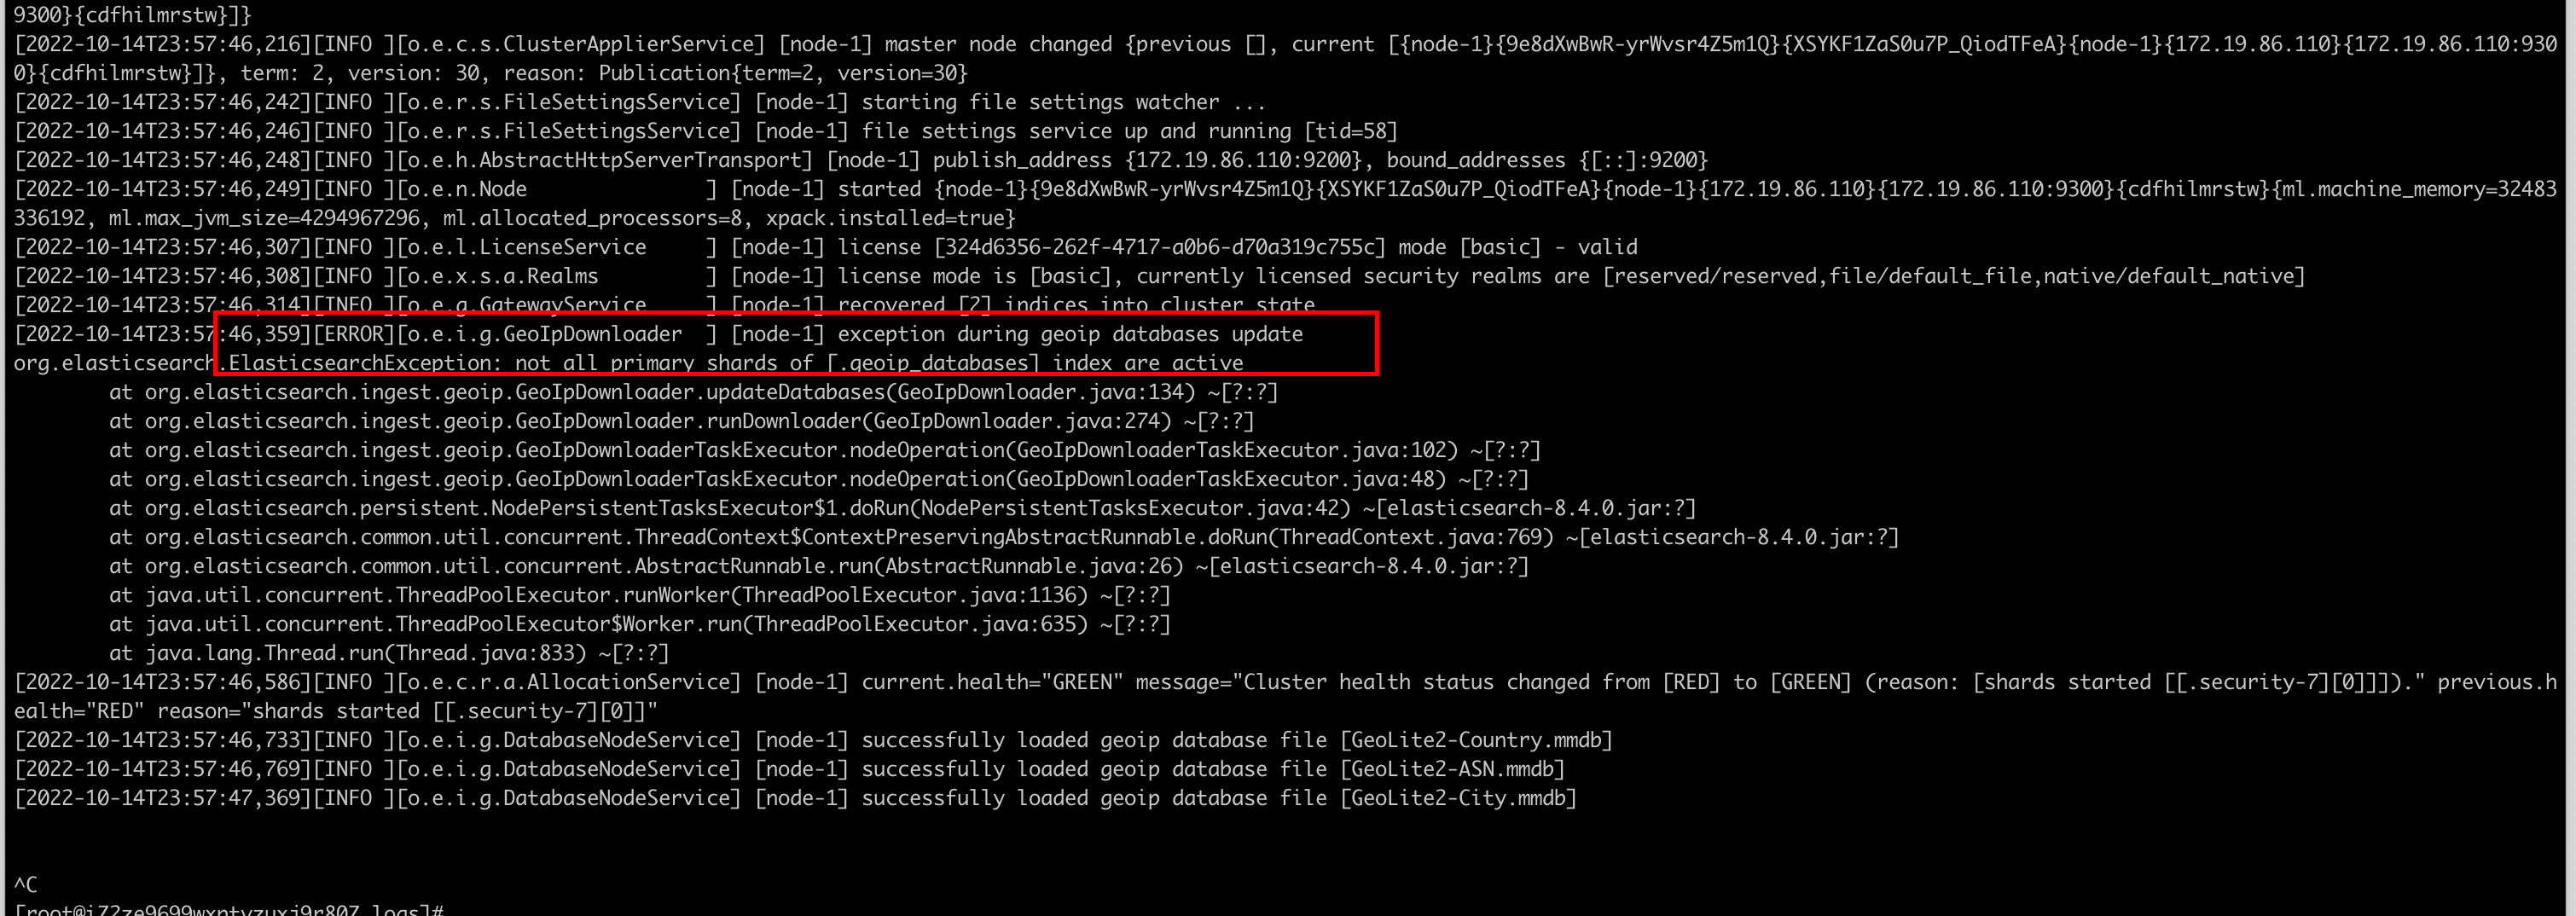 9300}{cdfhilmrstw}]}
[2022-10-14T23:57:46,216][INFO ][o.e.c.s.ClusterApplierService] [node-1] master node changed {previous [], current [{node-1}{9e8dXwBwR-yrWvsr4Z5m1Q}{XSYKF1ZaS0u7P_QiodTFeA}{node-1}{172.19.86.110}{172.19.86.110:930
0}{cdfhilmrstw}]}, term: 2, version: 30, reason: Publication{term=2, version=30}
[2022-10-14T23:57:46,242][INFO ][o.e.r.s.FileSettingsService] [node-1] starting file settings watcher ...
[2022-10-14T23:57:46,246][INFO ][o.e.r.s.FileSettingsService] [node-1] file settings service up and running [tid=58]
[2022-10-14T23:57:46,248][INFO ][o.e.h.AbstractHttpServerTransport] [node-1] publish_address {172.19.86.110:9200}, bound_addresses {[::]:9200}
[2022-10-14T23:57:46,249][INFO ][o.e.n.Node               ] [node-1] started {node-1}{9e8dXwBwR-yrWvsr4Z5m1Q}{XSYKF1ZaS0u7P_QiodTFeA}{node-1}{172.19.86.110}{172.19.86.110:9300}{cdfhilmrstw}{ml.machine_memory=32483
336192, ml.max_jvm_size=4294967296, ml.allocated_processors=8, xpack.installed=true}
[2022-10-14T23:57:46,307][INFO ][o.e.l.LicenseService     ] [node-1] license [324d6356-262f-4717-a0b6-d70a319c755c] mode [basic] - valid
[2022-10-14T23:57:46,308][INFO ][o.e.x.s.a.Realms         ] [node-1] license mode is [basic], currently licensed security realms are [reserved/reserved,file/default_file,native/default_native]
[2022-10-14T23:57:46,314][INFO ][o.e.g.GatewayService     ] [node-1] recovered [2] indices into cluster_state
[2022-10-14T23:57:46,359][ERROR][o.e.i.g.GeoIpDownloader  ] [node-1] exception during geoip databases update
org.elasticsearch.ElasticsearchException: not all primary shards of [.geoip_databases] index are active
        at org.elasticsearch.ingest.geoip.GeoIpDownloader.updateDatabases(GeoIpDownloader.java:134) ~[?:?]
        at org.elasticsearch.ingest.geoip.GeoIpDownloader.runDownloader(GeoIpDownloader.java:274) ~[?:?]
        at org.elasticsearch.ingest.geoip.GeoIpDownloaderTaskExecutor.nodeOperation(GeoIpDownloaderTaskExecutor.java:102) ~[?:?]
        at org.elasticsearch.ingest.geoip.GeoIpDownloaderTaskExecutor.nodeOperation(GeoIpDownloaderTaskExecutor.java:48) ~[?:?]
        at org.elasticsearch.persistent.NodePersistentTasksExecutor$1.doRun(NodePersistentTasksExecutor.java:42) ~[elasticsearch-8.4.0.jar:?]
        at org.elasticsearch.common.util.concurrent.ThreadContext$ContextPreservingAbstractRunnable.doRun(ThreadContext.java:769) ~[elasticsearch-8.4.0.jar:?]
        at org.elasticsearch.common.util.concurrent.AbstractRunnable.run(AbstractRunnable.java:26) ~[elasticsearch-8.4.0.jar:?]
        at java.util.concurrent.ThreadPoolExecutor.runWorker(ThreadPoolExecutor.java:1136) ~[?:?]
        at java.util.concurrent.ThreadPoolExecutor$Worker.run(ThreadPoolExecutor.java:635) ~[?:?]
        at java.lang.Thread.run(Thread.java:833) ~[?:?]
[2022-10-14T23:57:46,586][INFO ][o.e.c.r.a.AllocationService] [node-1] current.health="GREEN" message="Cluster health status changed from [RED] to [GREEN] (reason: [shards started [[.security-7][0]]])." previous.h
ealth="RED" reason="shards started [[.security-7][0]]"
[2022-10-14T23:57:46,733][INFO ][o.e.i.g.DatabaseNodeService] [node-1] successfully loaded geoip database file [GeoLite2-Country.mmdb]
[2022-10-14T23:57:46,769][INFO ][o.e.i.g.DatabaseNodeService] [node-1] successfully loaded geoip database file [GeoLite2-ASN.mmdb]
[2022-10-14T23:57:47,369][INFO ][o.e.i.g.DatabaseNodeService] [node-1] successfully loaded geoip database file [GeoLite2-City.mmdb]
^C
logs]#